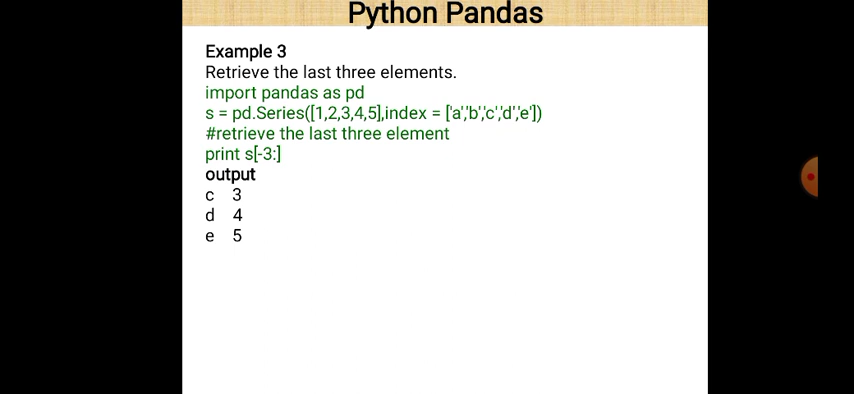 Python Pandas
Example 3
Retrieve the last three elements.
import pandas as pd
s = pd.Series([1,2,3,4,5],index = ['a','b','c','d','e'])
#retrieve the last three element
print s[-3:]
output
c 3
d 4
e 5